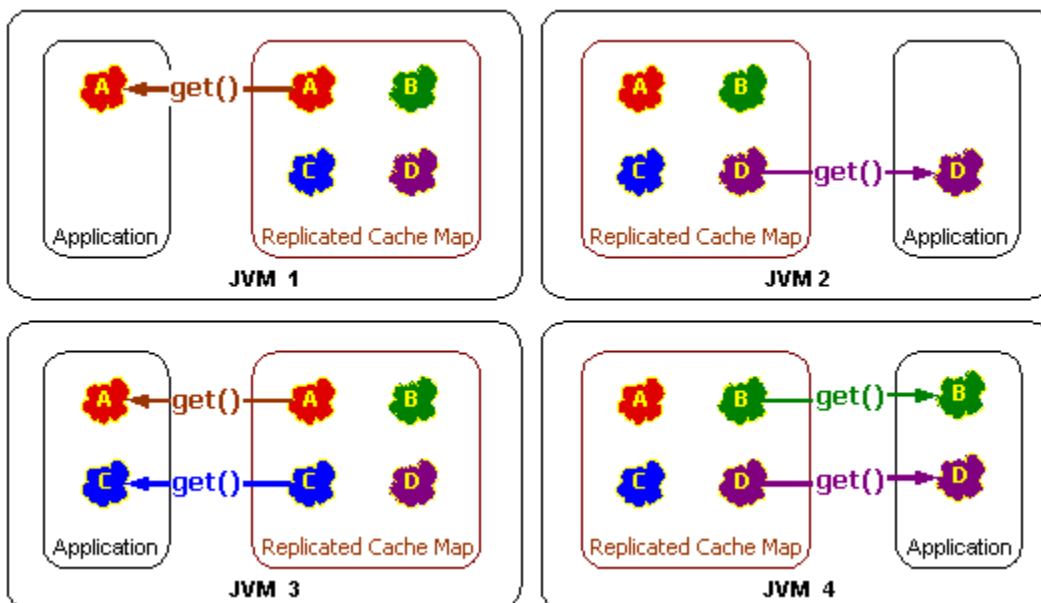 A get() A B
C D
Application Replicated Cache Map
JVM 1
A B
C D get() D
Replicated Cache Map Application
JVM 2
A get() A B
C get() C D
Application Replicated Cache Map
JVM 3
A B get() B
C D get() D
Replicated Cache Map Application
JVM 4